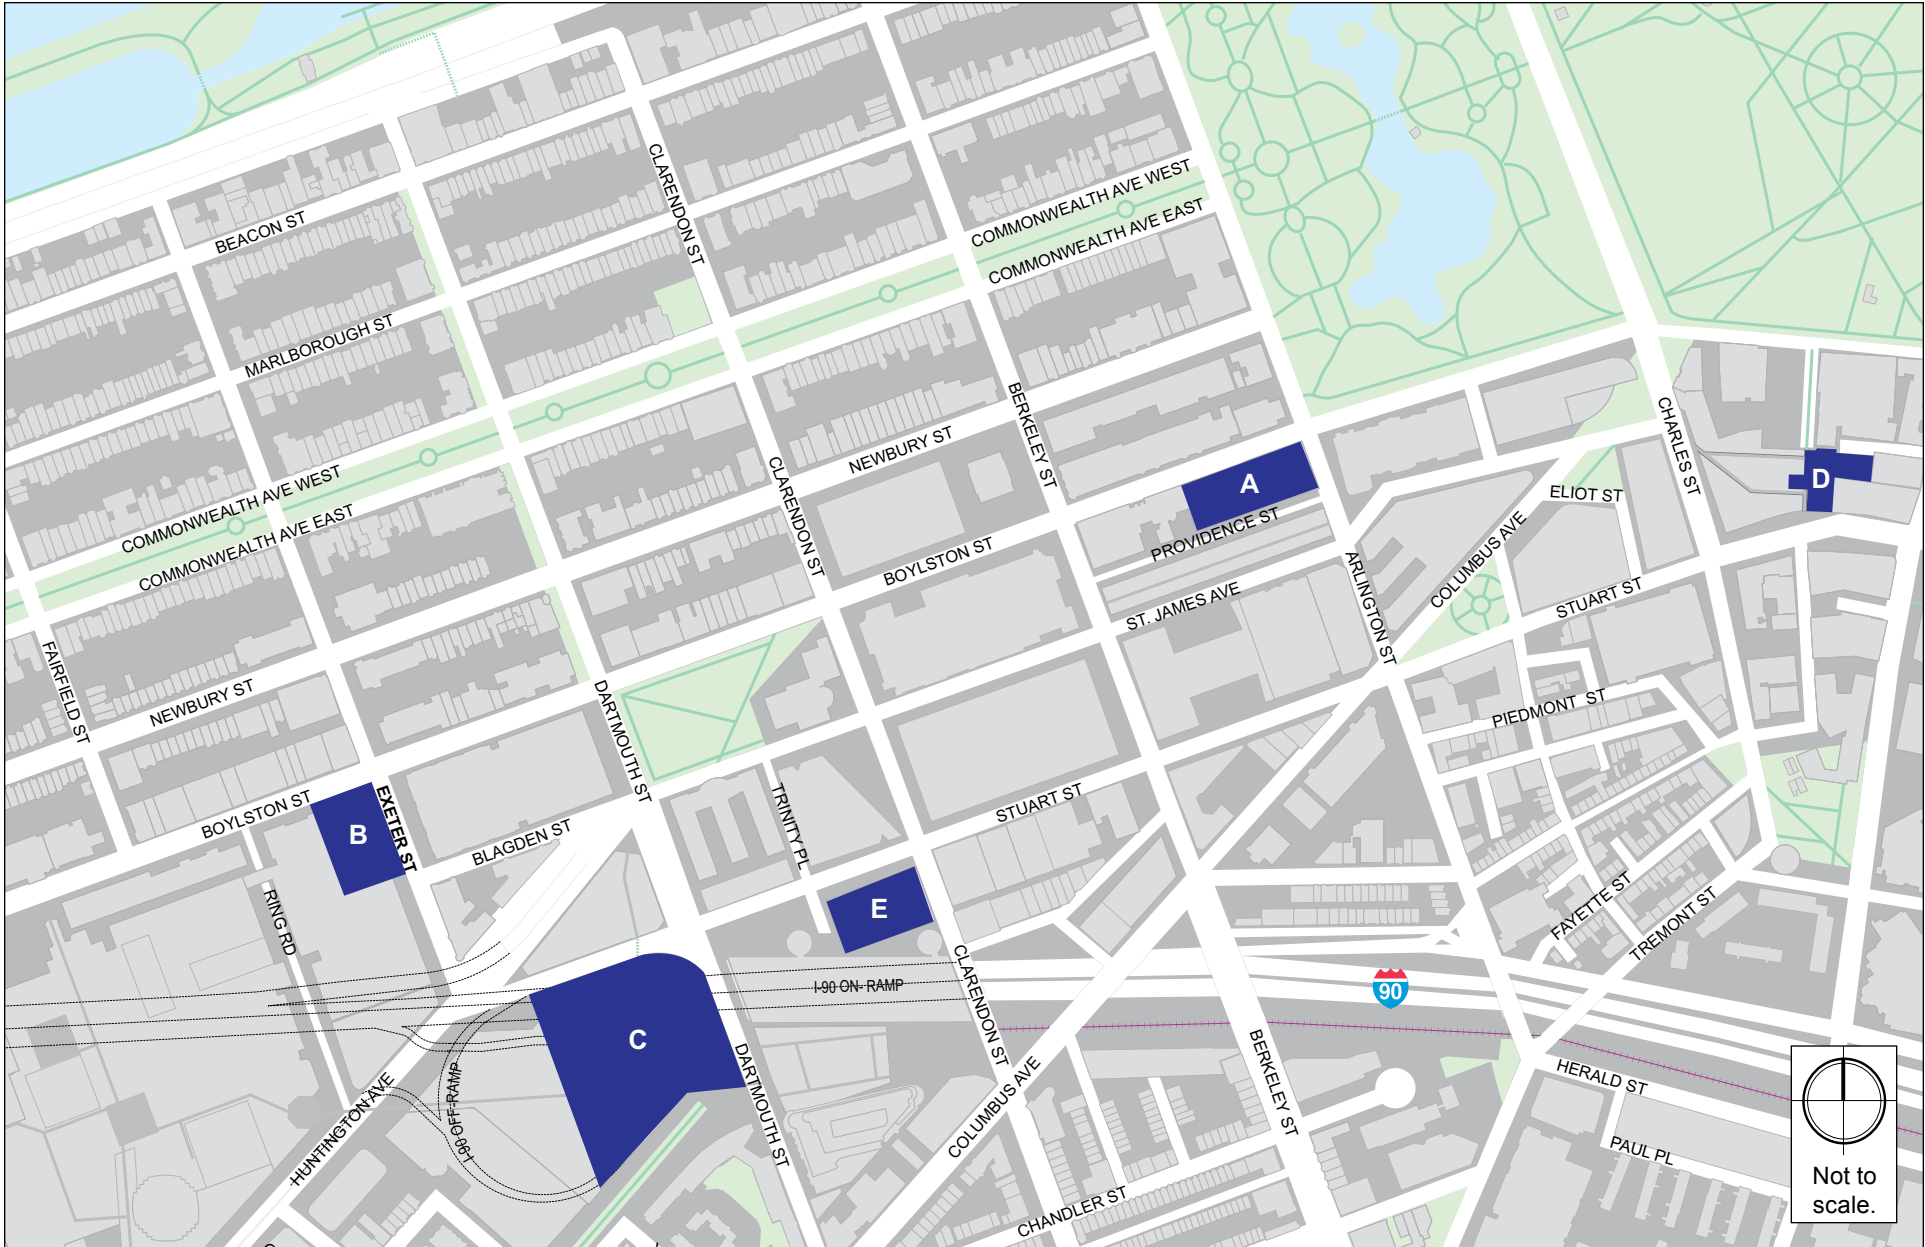 CLARENDON ST
BEACON ST
COMMONWEALTH AVE WEST
COMMONWEALTH AVE EAST
MARLBOROUGH ST
BERKELEY ST
NEWBURY ST
CHARLES ST
CLARENDON ST
A
D
ELIOT ST
COMMONWEALTH AVE WEST
COMMONWEALTH AVE EAST
PROVIDENCE ST
COLUMBUS AVE
BOYLSTON ST
ARLINGTON ST
ST. JAMES AVE
STUART ST
FAIRFIELD ST
NEWBURY ST
DARTMOUTH ST
PIEDMONT ST
BOYLSTON ST
B
EXETER ST
BLAGDEN ST
TRINITY PL
STUART ST
RING RD
E
FAYETTE ST
TREMONT ST
CLARENDON ST
I-90 ON-RAMP
90
C
DARTMOUTH ST
BERKELEY ST
COLUMBUS AVE
HERALD ST
I-90 OFF-RAMP
HUNTINGTON AVE
PAUL PL
CHANDLER ST
Not to
scale.